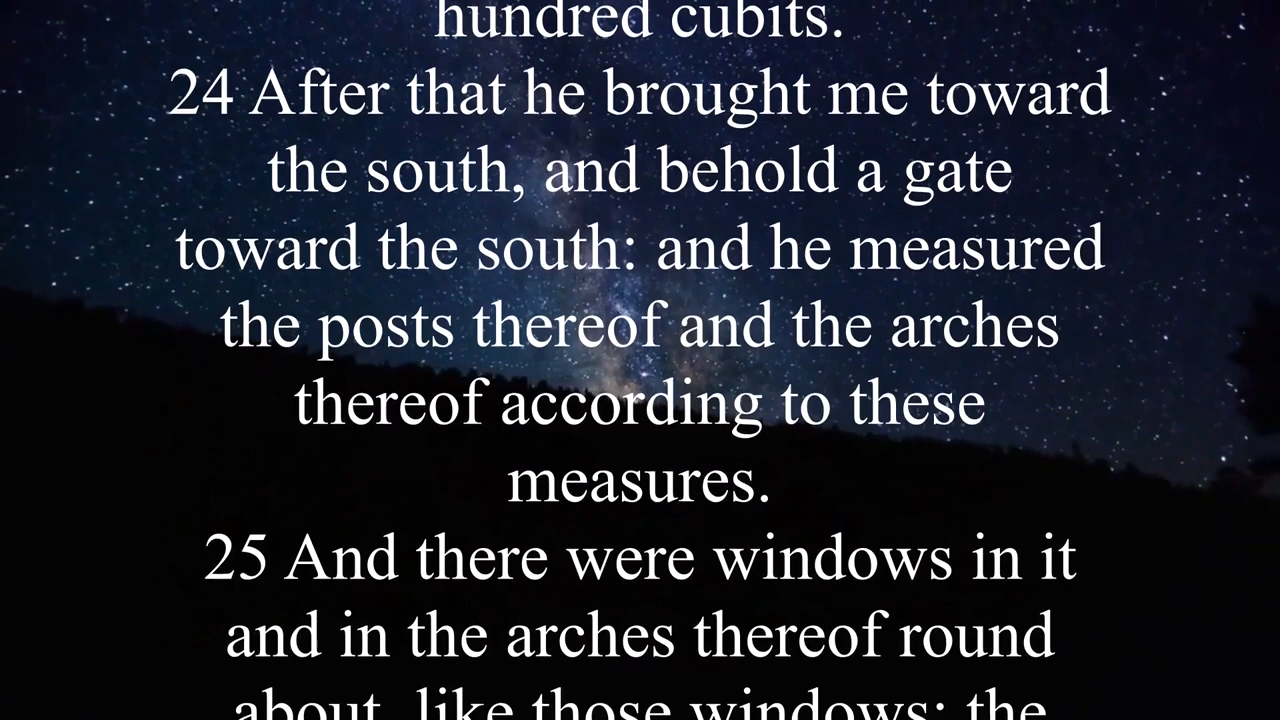 hundred cubits.
24 After that he brought me toward
the south, and behold a gate
toward the south: and he measured
the posts thereof and the arches
thereof according to these
measures.
25 And there were windows in it
and in the arches thereof round
about, like those windows: the